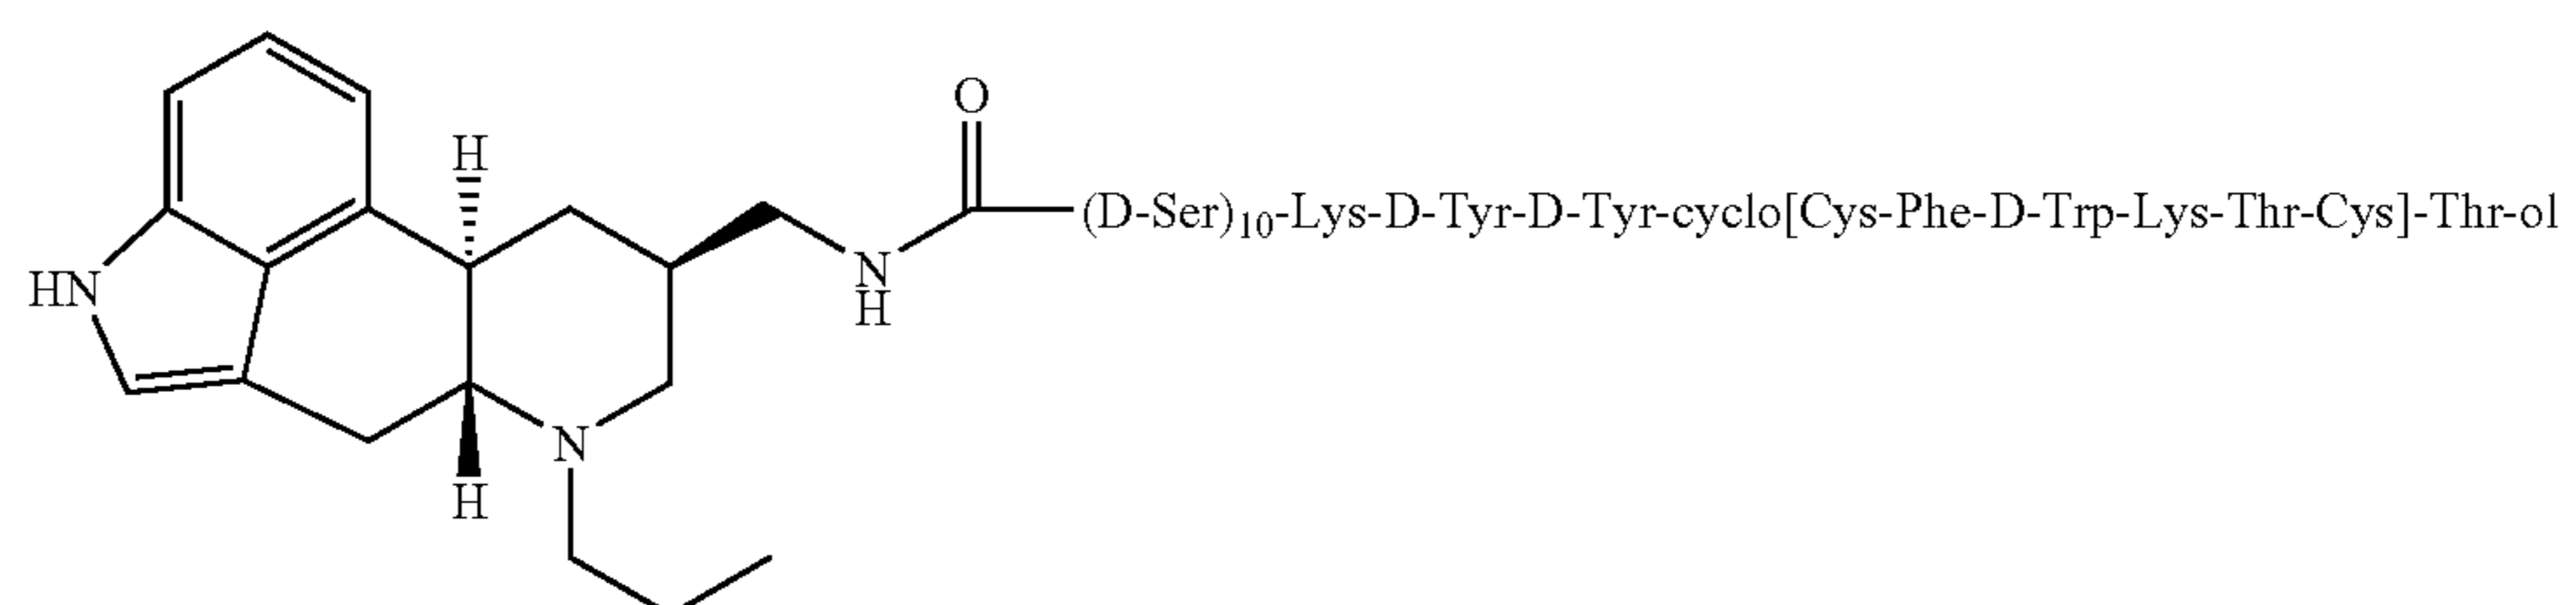 H
O
(D-Ser)10-Lys-D-Tyr-D-Tyr-cyclo[Cys-Phe-D-Trp-Lys-Thr-Cys]-Thr-ol
HN
N
H
N
H